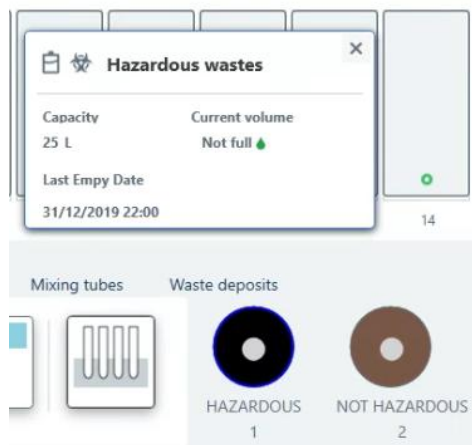 Hazardous wastes
Capacity Current volume
25 L Not full
Last Empy Date
31/12/2019 22:00
14
Mixing tubes Waste deposits
HAZARDOUS NOT HAZARDOUS
1 2